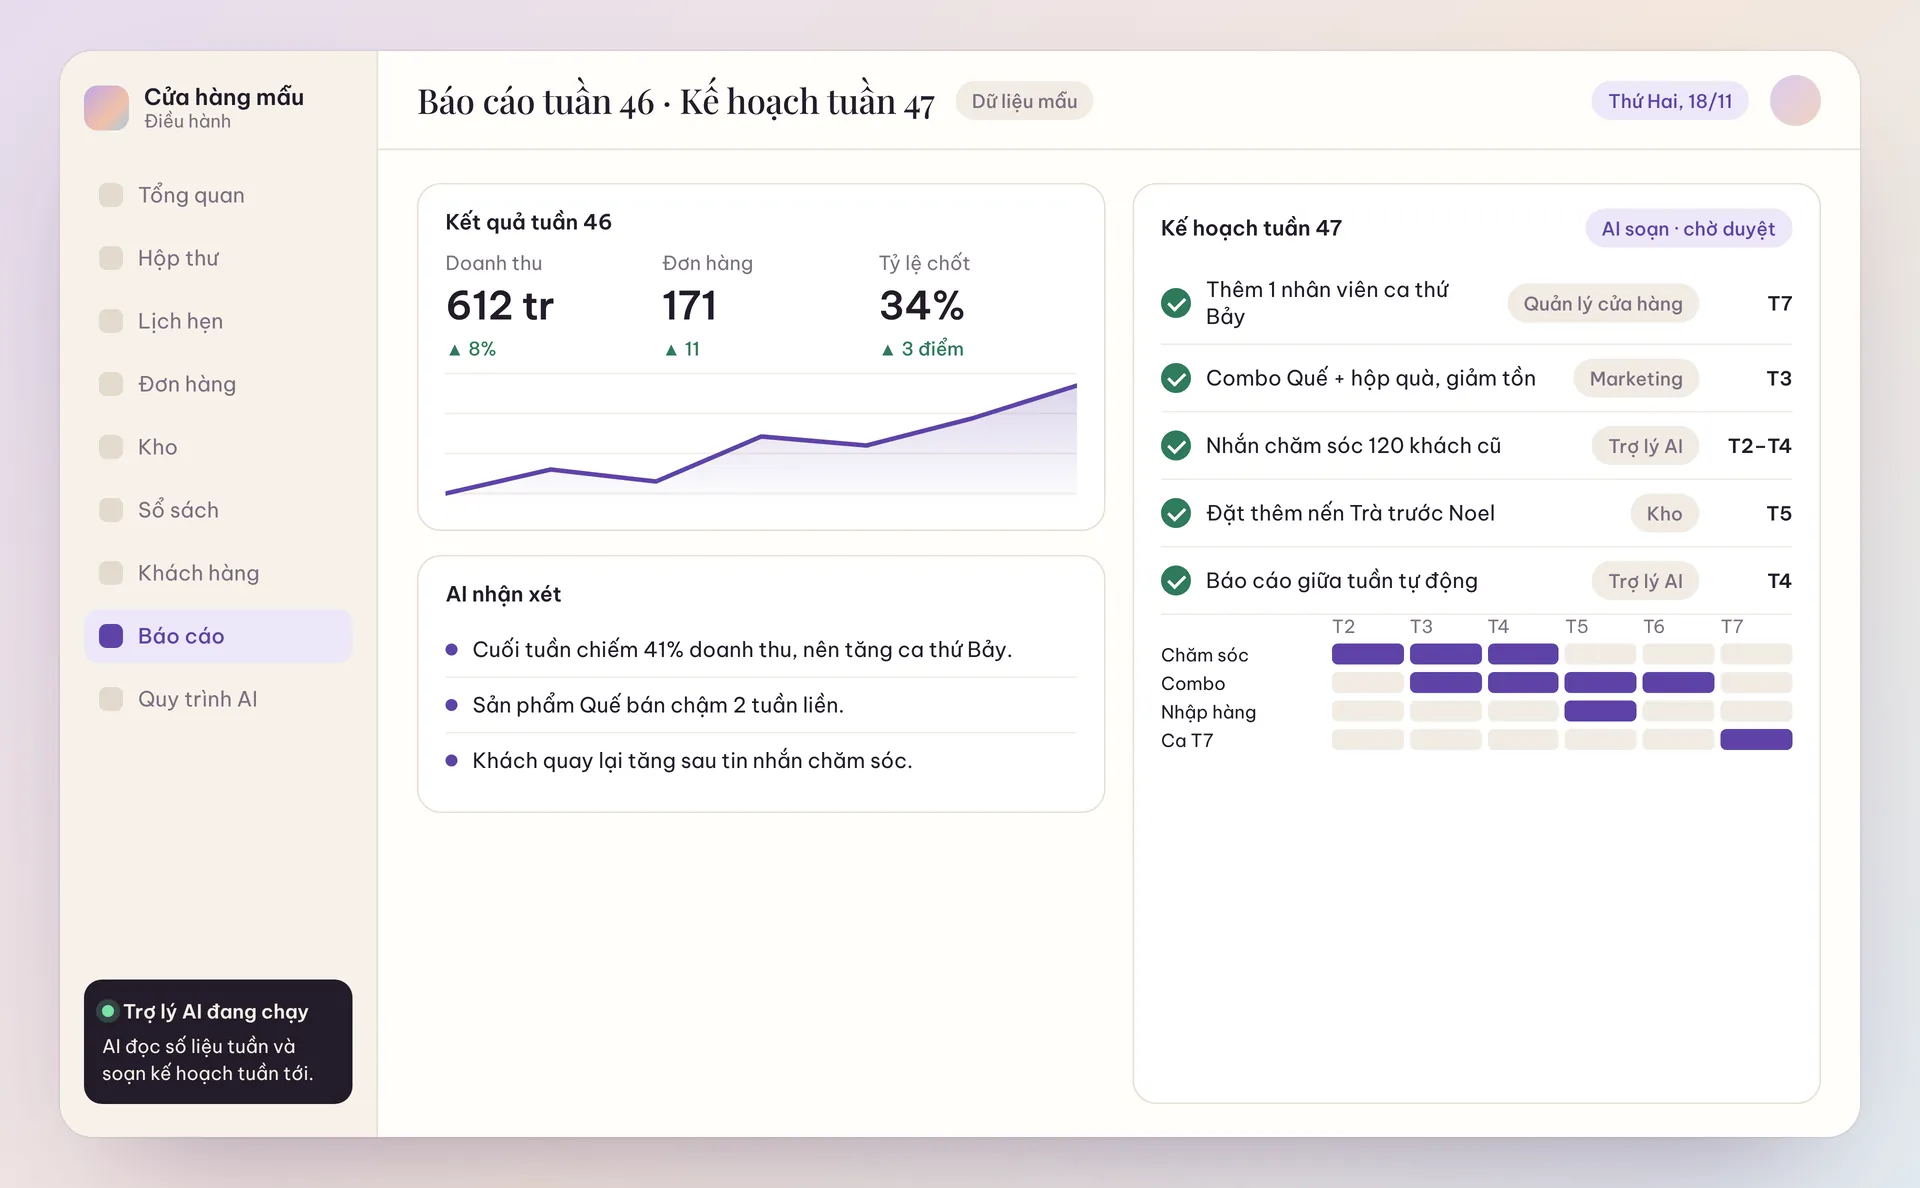 Cửa hàng mẫu
Điều hành
Tổng quan
Hộp thư
Lịch hẹn
Đơn hàng
Kho
Sổ sách
Khách hàng
Báo cáo
Quy trình AI
Trợ lý AI đang chạy
AI đọc số liệu tuần và
soạn kế hoạch tuần tới.
Báo cáo tuần 46 · Kế hoạch tuần 47
Dữ liệu mẫu
Thứ Hai, 18/11
Kết quả tuần 46
Doanh thu
612 tr
▲ 8%
Đơn hàng
171
▲ 11
Tỷ lệ chốt
34%
▲ 3 điểm
AI nhận xét
Cuối tuần chiếm 41% doanh thu, nên tăng ca thứ Bảy.
Sản phẩm Quế bán chậm 2 tuần liền.
Khách quay lại tăng sau tin nhắn chăm sóc.
Kế hoạch tuần 47
AI soạn · chờ duyệt
Thêm 1 nhân viên ca thứ
Bảy
Quản lý cửa hàng
T7
Combo Quế + hộp quà, giảm tồn
Marketing
T3
Nhắn chăm sóc 120 khách cũ
Trợ lý AI
T2–T4
Đặt thêm nến Trà trước Noel
Kho
T5
Báo cáo giữa tuần tự động
Trợ lý AI
T4
T2 T3 T4 T5 T6 T7
Chăm sóc
Combo
Nhập hàng
Ca T7